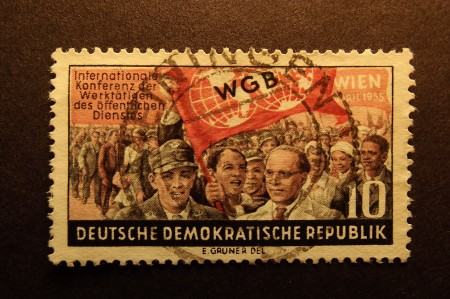 Internationale
Konferenz der
Werktätigen
des öffentlichen
Dienstes
WGB
WIEN
1955
10
DEUTSCHE DEMOKRATISCHE REPUBLIK
E. GRUNER DEL.